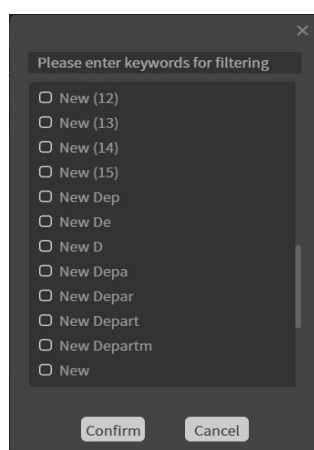 Please enter keywords for filtering
New (12)
New (13)
New (14)
New (15)
New Dep
New De
New D
New Depa
New Depar
New Depart
New Departm
New
Confirm
Cancel